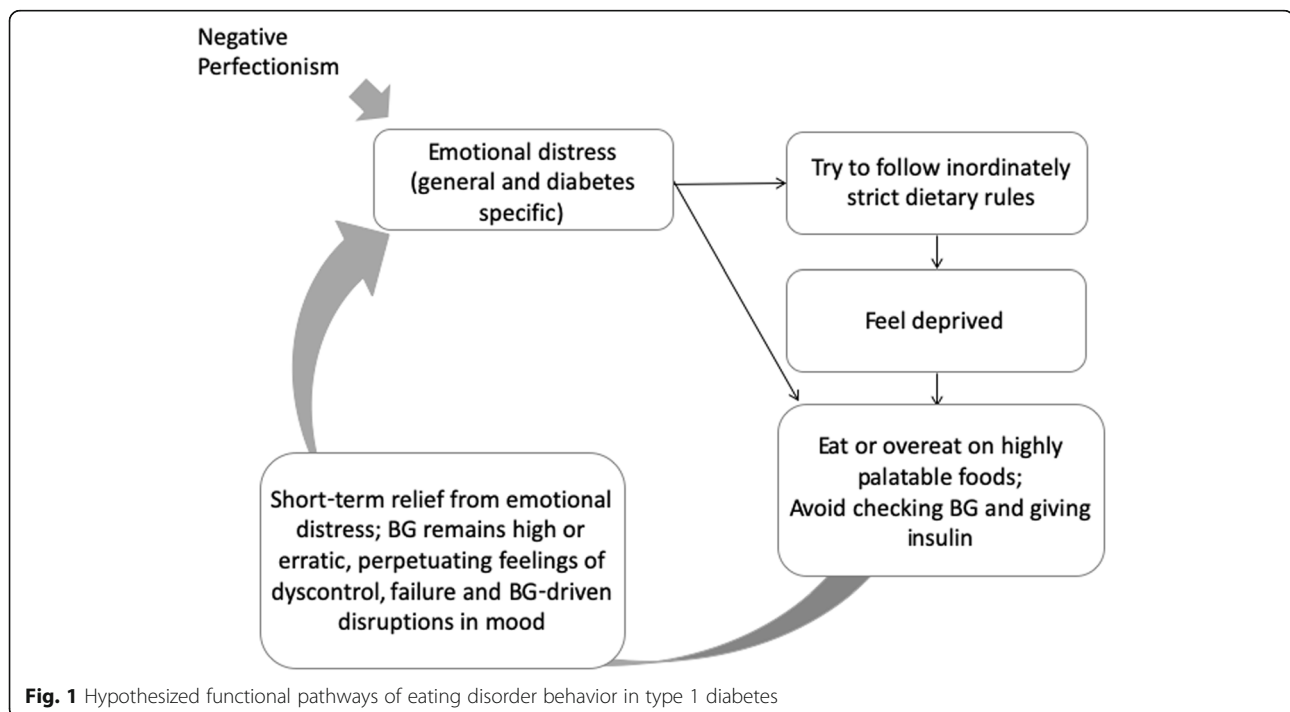 Negative
Perfectionism
Emotional distress
(general and diabetes
specific)
Try to follow inordinately
strict dietary rules
Feel deprived
Eat or overeat on highly
palatable foods;
Avoid checking BG and giving
insulin
Short-term relief from emotional
distress; BG remains high or
erratic, perpetuating feelings of
dyscontrol, failure and BG-driven
disruptions in mood
Fig. 1 Hypothesized functional pathways of eating disorder behavior in type 1 diabetes